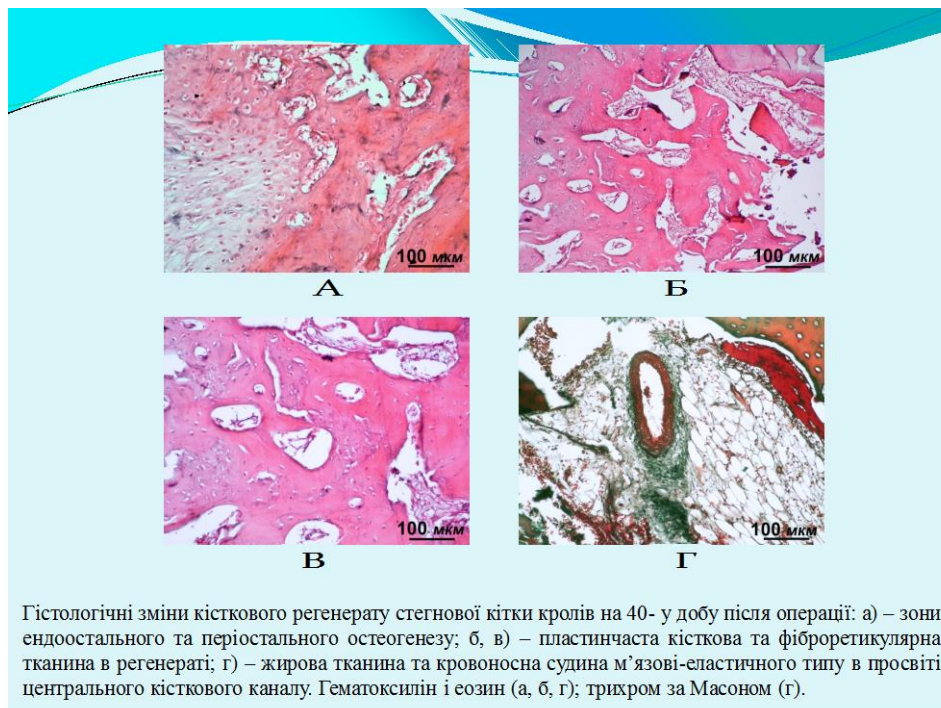 100 мкм
А
100 мкм
Б
100 мкм
В
100 мкм
Г
Гістологічні зміни кісткового регенерату стегнової кітки кролів на 40- у добу після операції: а) – зони
ендоостального та періостального остеогенезу; б, в) – пластинчаста кісткова та фіброретикулярна
тканина в регенераті; г) – жирова тканина та кровоносна судина м’язові-еластичного типу в просвіті
центрального кісткового каналу. Гематоксилін і еозин (а, б, г); трихром за Масоном (г).